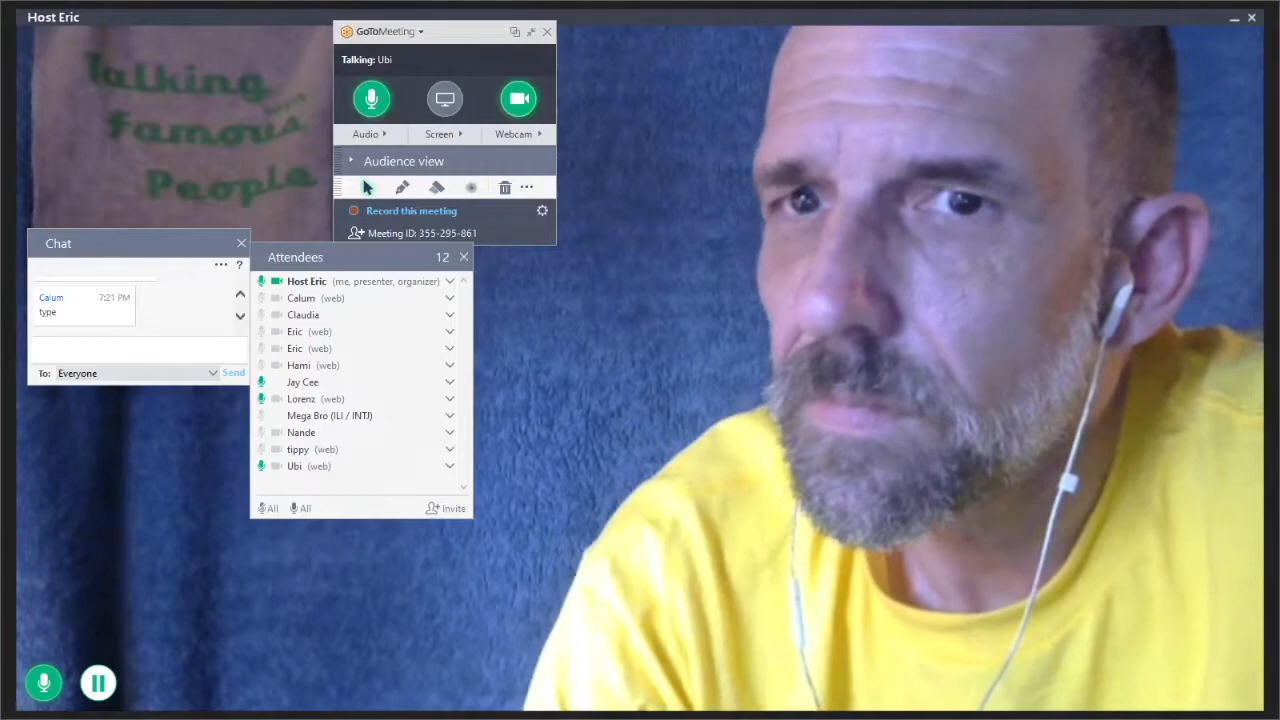 Host Eric
Talking
famous
People
GoToMeeting
Talking: Ubi
Audio
Screen
Webcam
Audience view
Record this meeting
Meeting ID: 355-295-861
Chat
... ?
Calum 7:21 PM
type
To: Everyone Send
Attendees 12
Host Eric (me, presenter, organizer)
Calum (web)
Claudia
Eric (web)
Eric (web)
Hami (web)
Jay Cee
Lorenz (web)
Mega Bro (ILI / INTJ)
Nande
tippy (web)
Ubi (web)
All All Invite